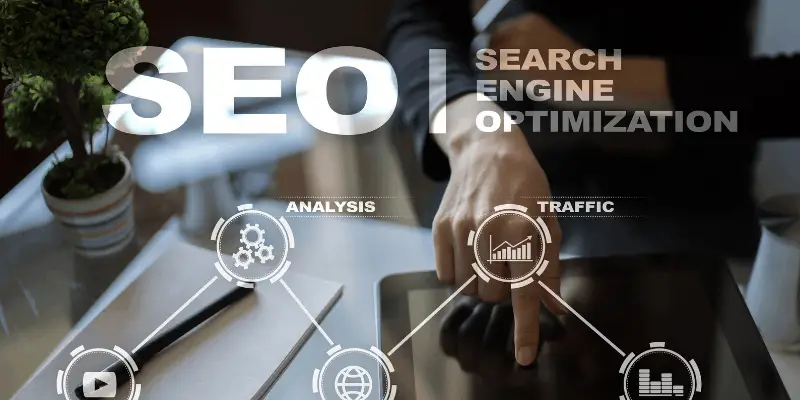 SEO
SEARCH
ENGINE
OPTIMIZATION
ANALYSIS
TRAFFIC